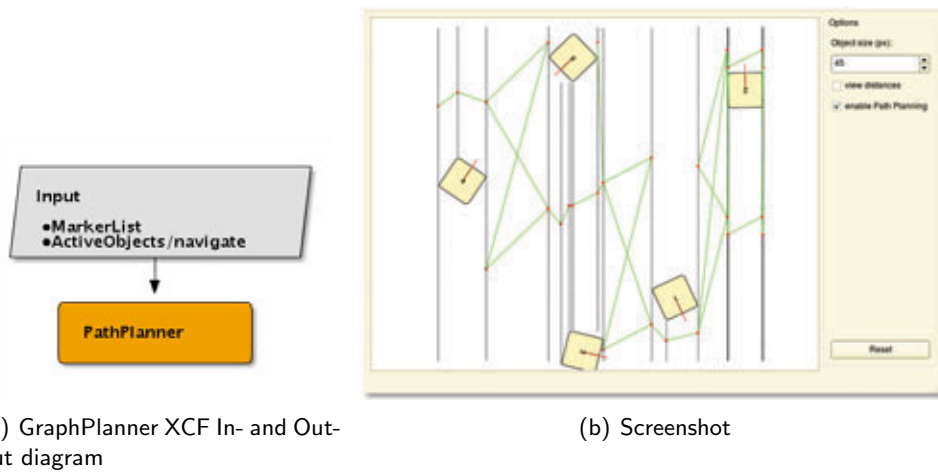 Input
•MarkerList
•ActiveObjects/navigate
PathPlanner
Options
Object size (px):
45
view distances
enable Path Planning
Reset
) GraphPlanner XCF In- and Out-
ut diagram
(b) Screenshot